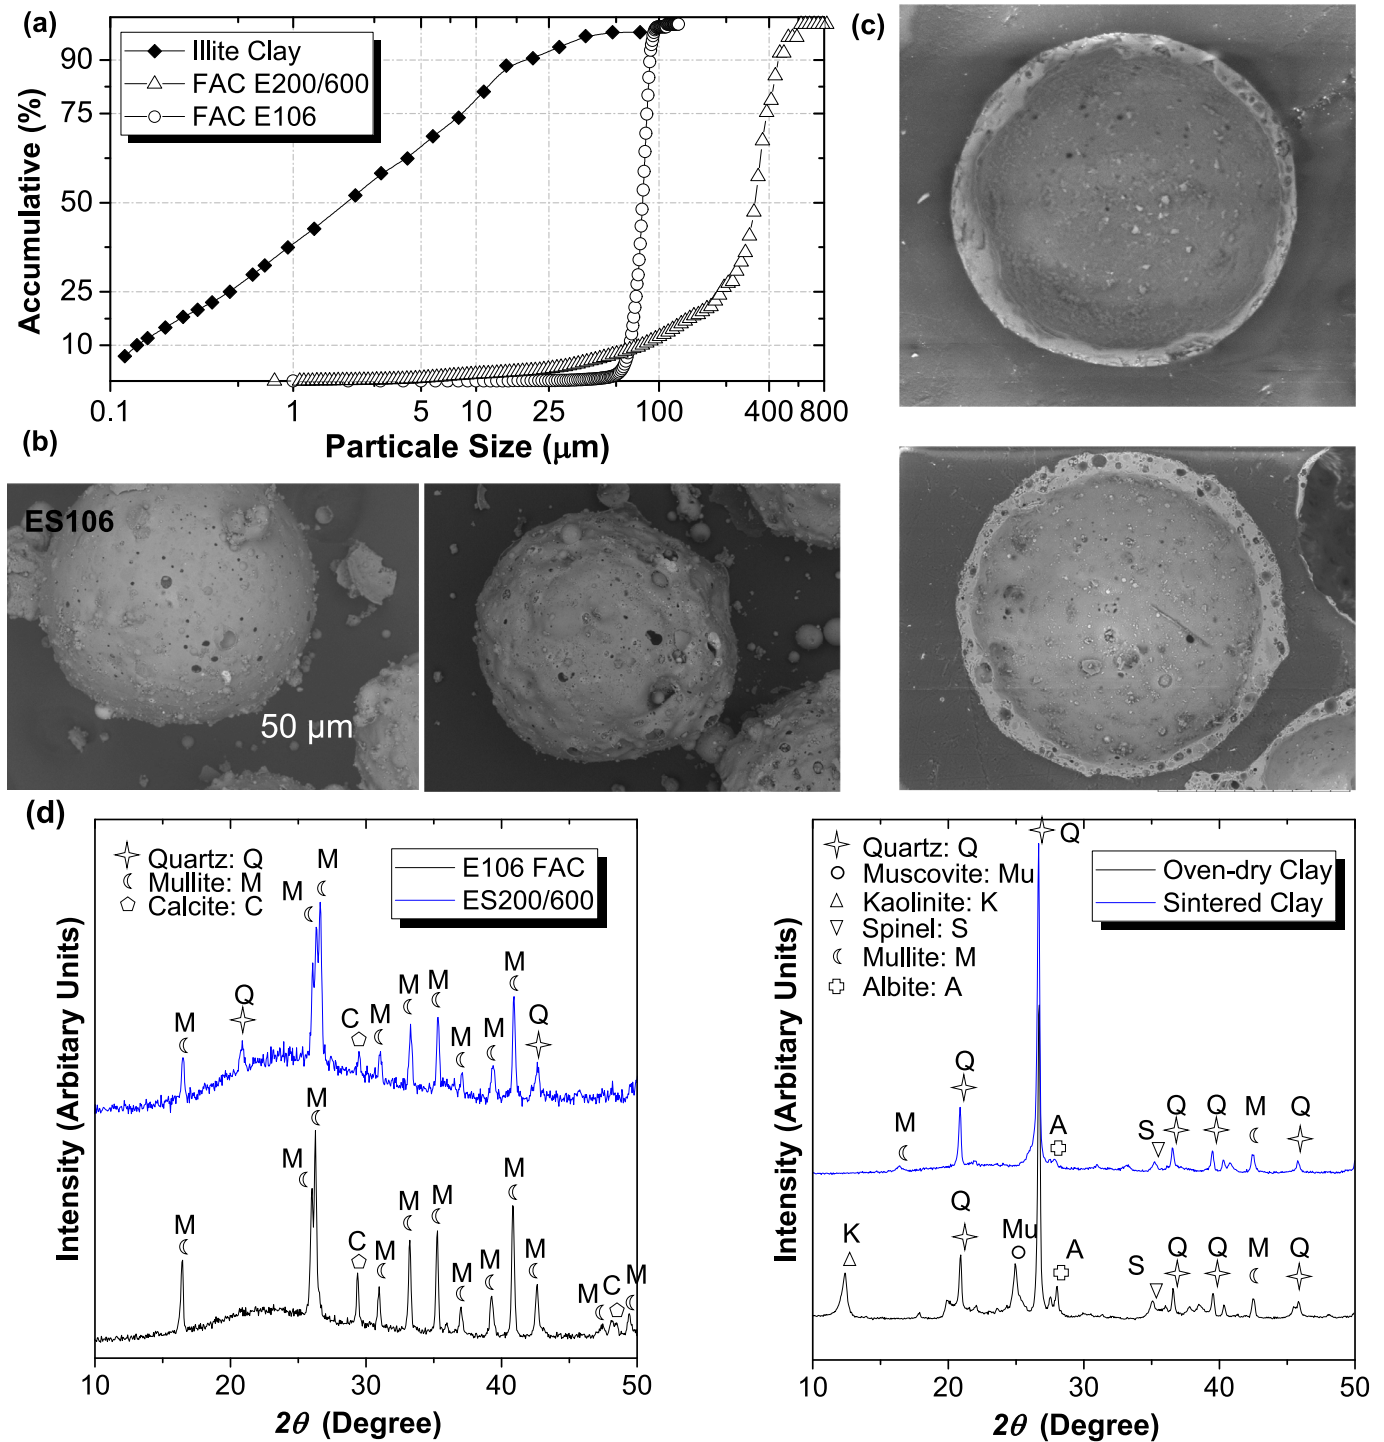 (a)
Illite Clay
FAC E200/600
FAC E106
Accumulative (%)
90
75
50
25
10
0.1 1 5 10 25 100 400 800
Particale Size (μm)
(b)
ES106
50 μm
(c)
(d)
Quartz: Q
Mullite: M
Calcite: C
E106 FAC
ES200/600
Intensity (Arbitary Units)
M Q M M C M M M M M M Q
M M M C M M M M M M M M C M
10 20 30 40 50
2θ (Degree)
Quartz: Q
Muscovite: Mu
Kaolinite: K
Spinel: S
Mullite: M
Albite: A
Oven-dry Clay
Sintered Clay
Intensity (Arbitary Units)
Q
M Q A S Q Q M Q
K Q Mu A S Q Q M Q
10 20 30 40 50
2θ (Degree)